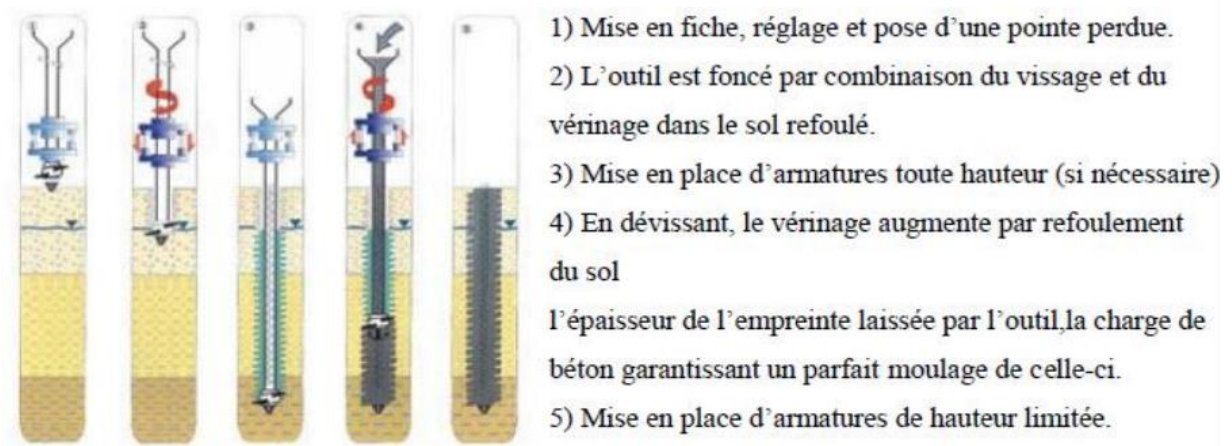 1) Mise en fiche, réglage et pose d’une pointe perdue.
2) L’outil est foncé par combinaison du vissage et du
vérinage dans le sol refoulé.
3) Mise en place d’armatures toute hauteur (si nécessaire)
4) En dévissant, le vérinage augmente par refoulement
du sol
l’épaisseur de l’empreinte laissée par l’outil,la charge de
béton garantissant un parfait moulage de celle-ci.
5) Mise en place d’armatures de hauteur limitée.